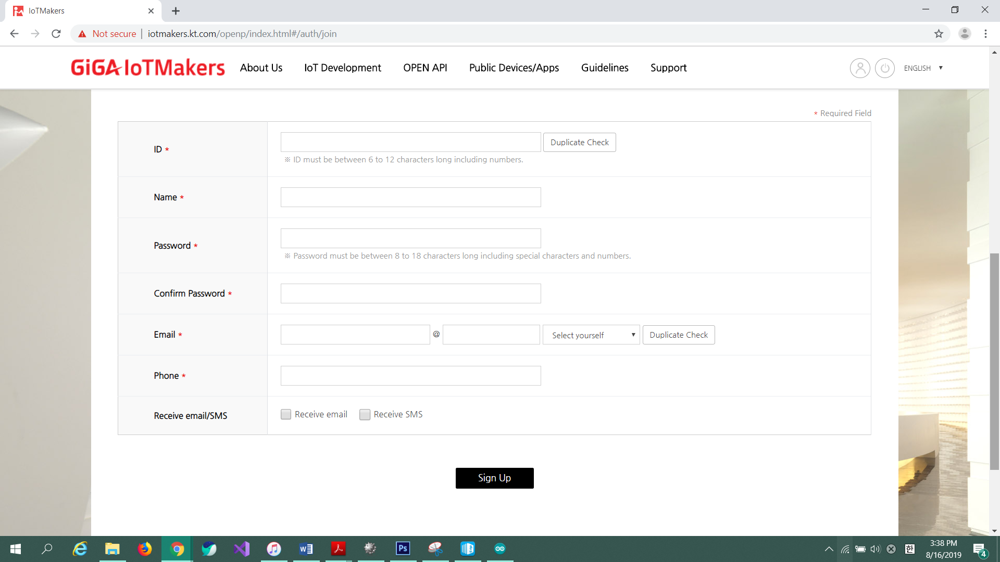 IoTMakers
Not secure | iotmakers.kt.com/openp/index.html#/auth/join
GiGA IoTMakers About Us IoT Development OPEN API Public Devices/Apps Guidelines Support ENGLISH ▼
* Required Field
ID *
Duplicate Check
※ ID must be between 6 to 12 characters long including numbers.
Name *
Password *
※ Password must be between 8 to 18 characters long including special characters and numbers.
Confirm Password *
Email * @ Select yourself ▼ Duplicate Check
Phone *
Receive email/SMS Receive email Receive SMS
Sign Up
Ps
한
3:38 PM
8/16/2019
4